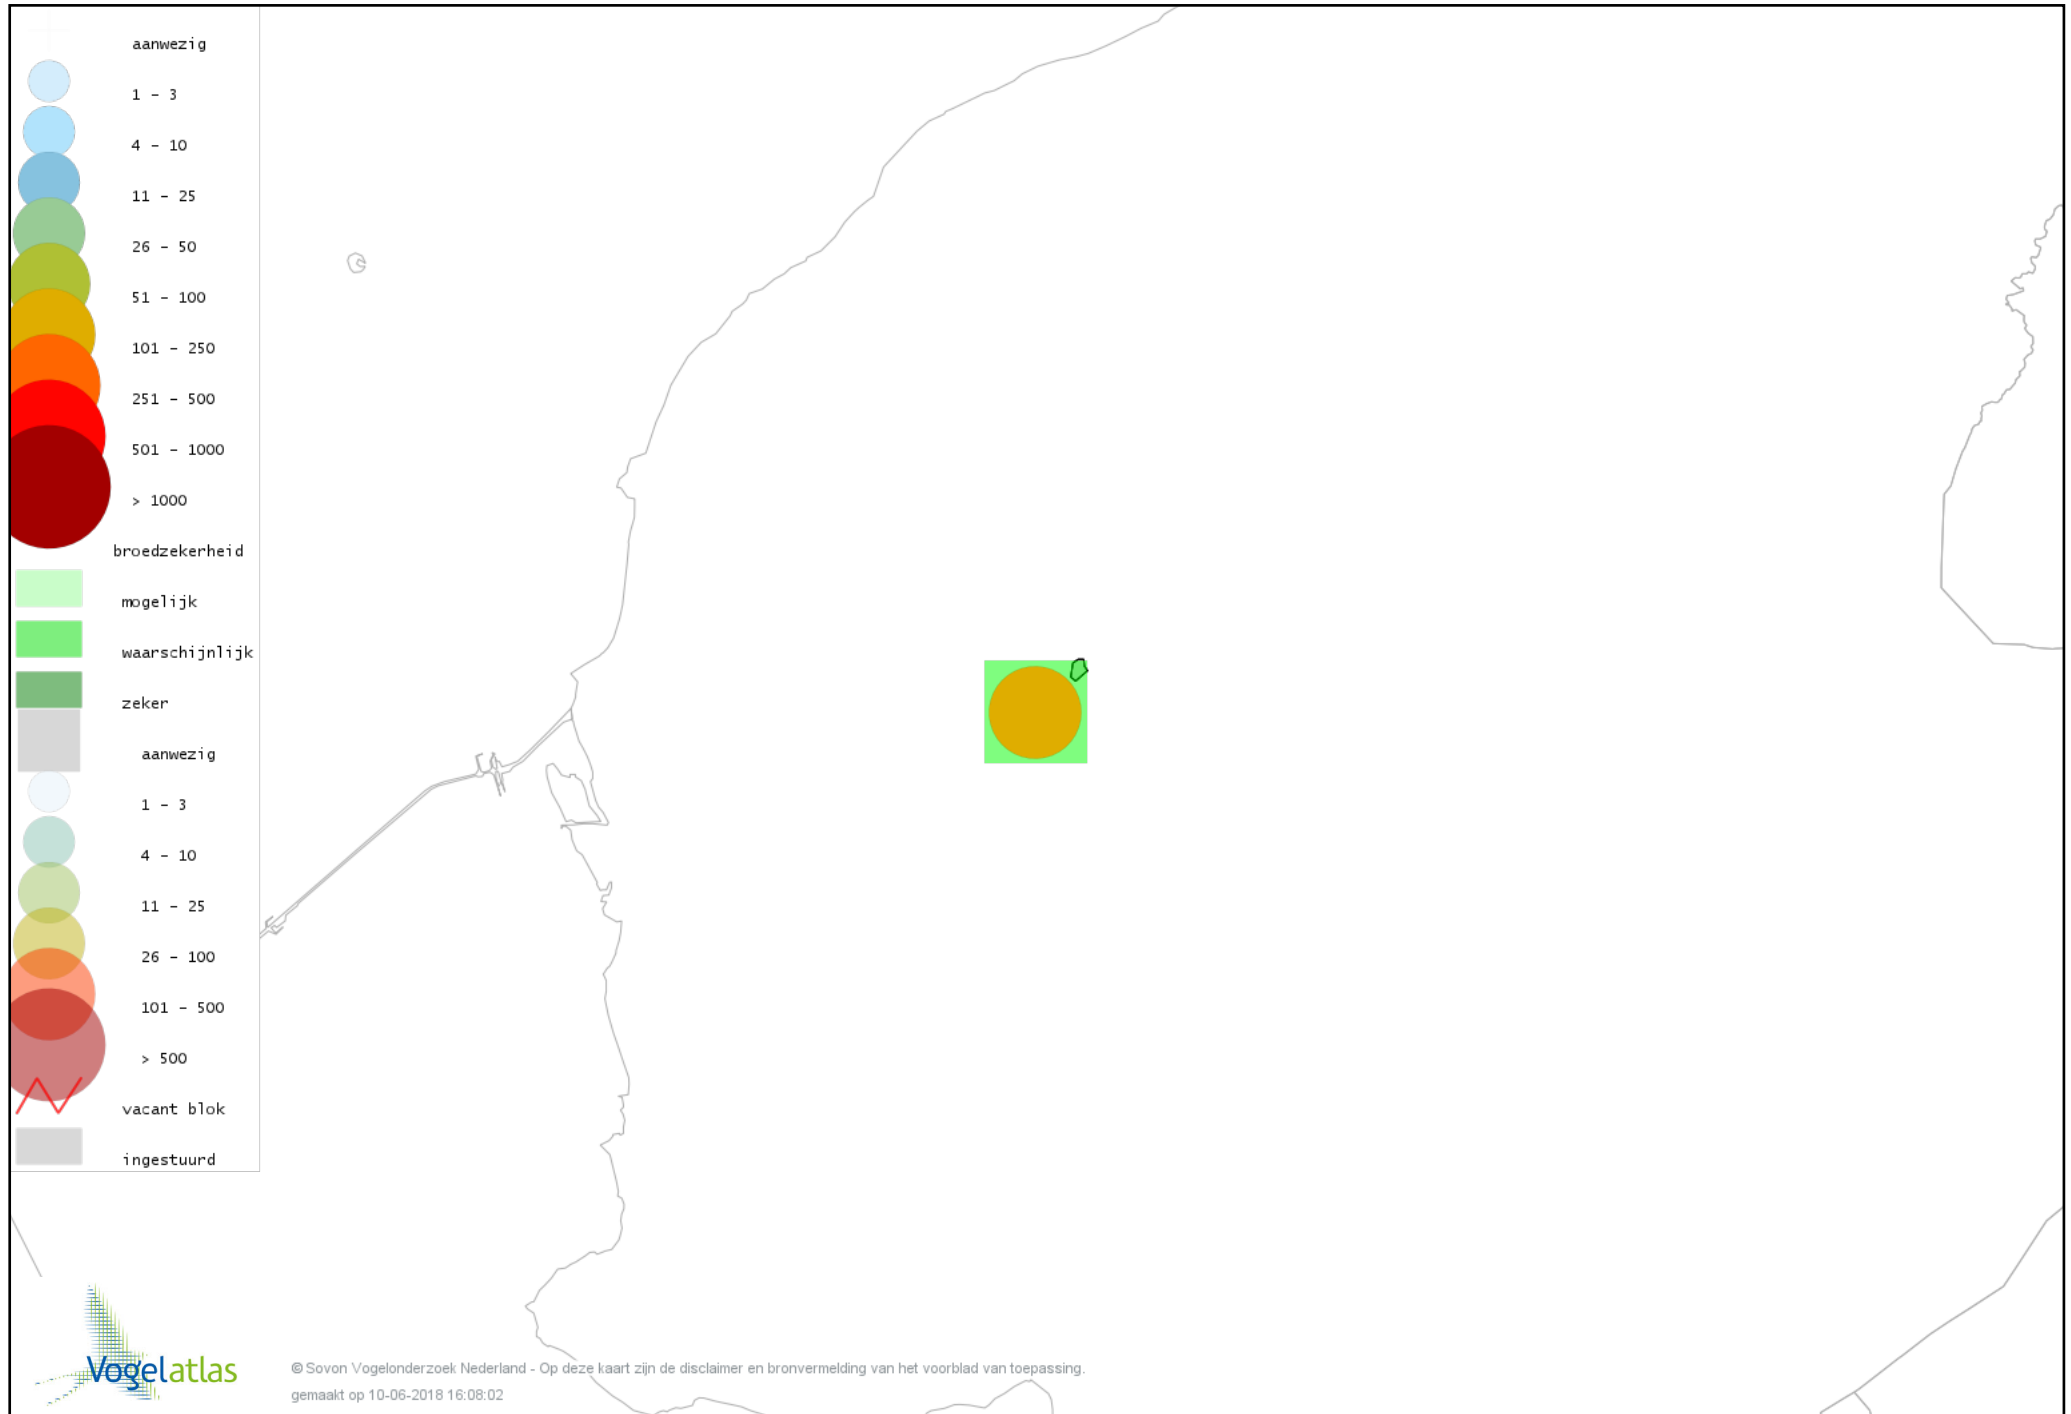 aanwezig
1 - 3
4 - 10
11 - 25
26 - 50
51 - 100
101 - 250
251 - 500
501 - 1000
> 1000
broedzekerheid
mogelijk
waarschijnlijk
zeker
aanwezig
1 - 3
4 - 10
11 - 25
26 - 100
101 - 500
> 500
vacant blok
ingestuurd
Vogelatlas
© Sovon Vogelonderzoek Nederland - Op deze kaart zijn de disclaimer en bronvermelding van het voorblad van toepassing.
gemaakt op 10-06-2018 16:08:02